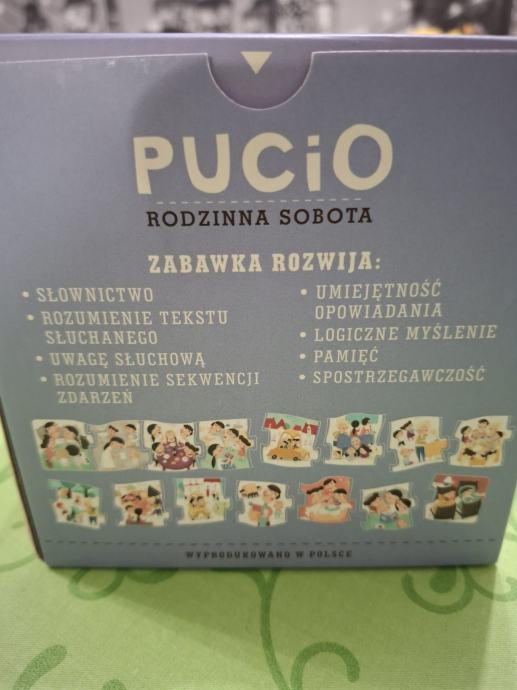 PUCiO
RODZINNA SOBOTA
ZABAWKA ROZWIJA:
• SŁOWNICTWO
• ROZUMIENIE TEKSTU
SŁUCHANEGO
• UWAGĘ SŁUCHOWĄ
• ROZUMIENIE SEKWENCJI
ZDARZEŃ
• UMIEJĘTNOŚĆ
OPOWIADANIA
• LOGICZNE MYŚLENIE
• PAMIĘĆ
• SPOSTRZEGAWCZOŚĆ
WYPRODUKOWANO W POLSCE